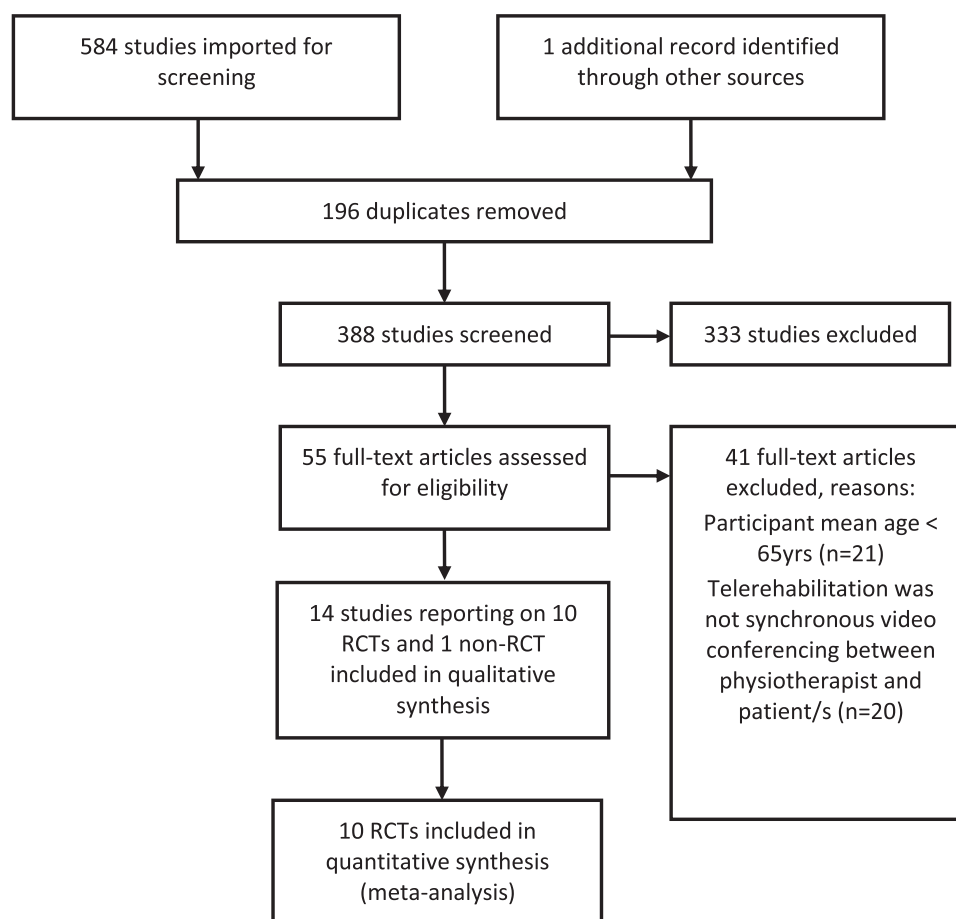 584 studies imported for
screening
1 additional record identified
through other sources
196 duplicates removed
388 studies screened
333 studies excluded
55 full-text articles assessed
for eligibility
41 full-text articles
excluded, reasons:
Participant mean age <
65yrs (n=21)
Telerehabilitation was
not synchronous video
conferencing between
physiotherapist and
patient/s (n=20)
14 studies reporting on 10
RCTs and 1 non-RCT
included in qualitative
synthesis
10 RCTs included in
quantitative synthesis
(meta-analysis)